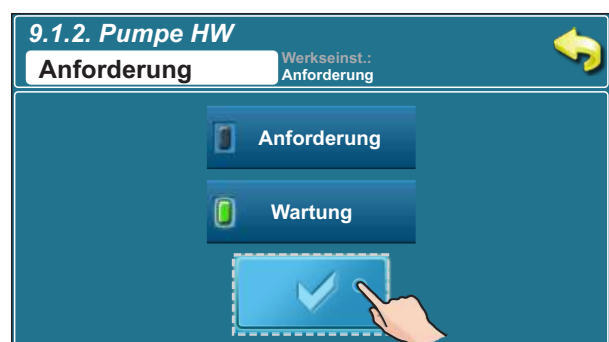 9.1.2. Pumpe HW
Anforderung
Werkseinst.:
Anforderung
Anforderung
Wartung